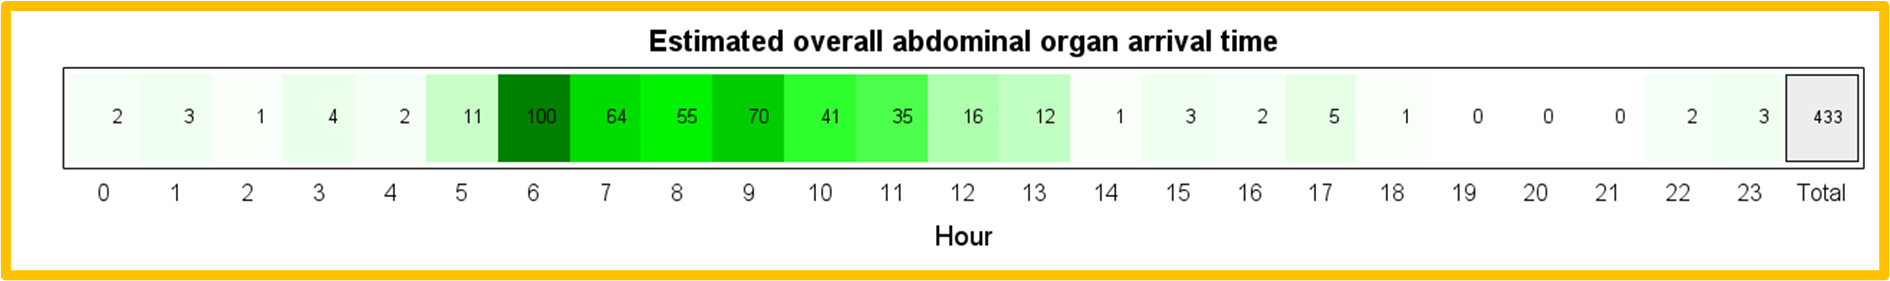 Estimated overall abdominal organ arrival time
2 3 1 4 2 11 100 64 55 70 41 35 16 12 1 3 2 5 1 0 0 0 2 3 433
0 1 2 3 4 5 6 7 8 9 10 11 12 13 14 15 16 17 18 19 20 21 22 23 Total
Hour